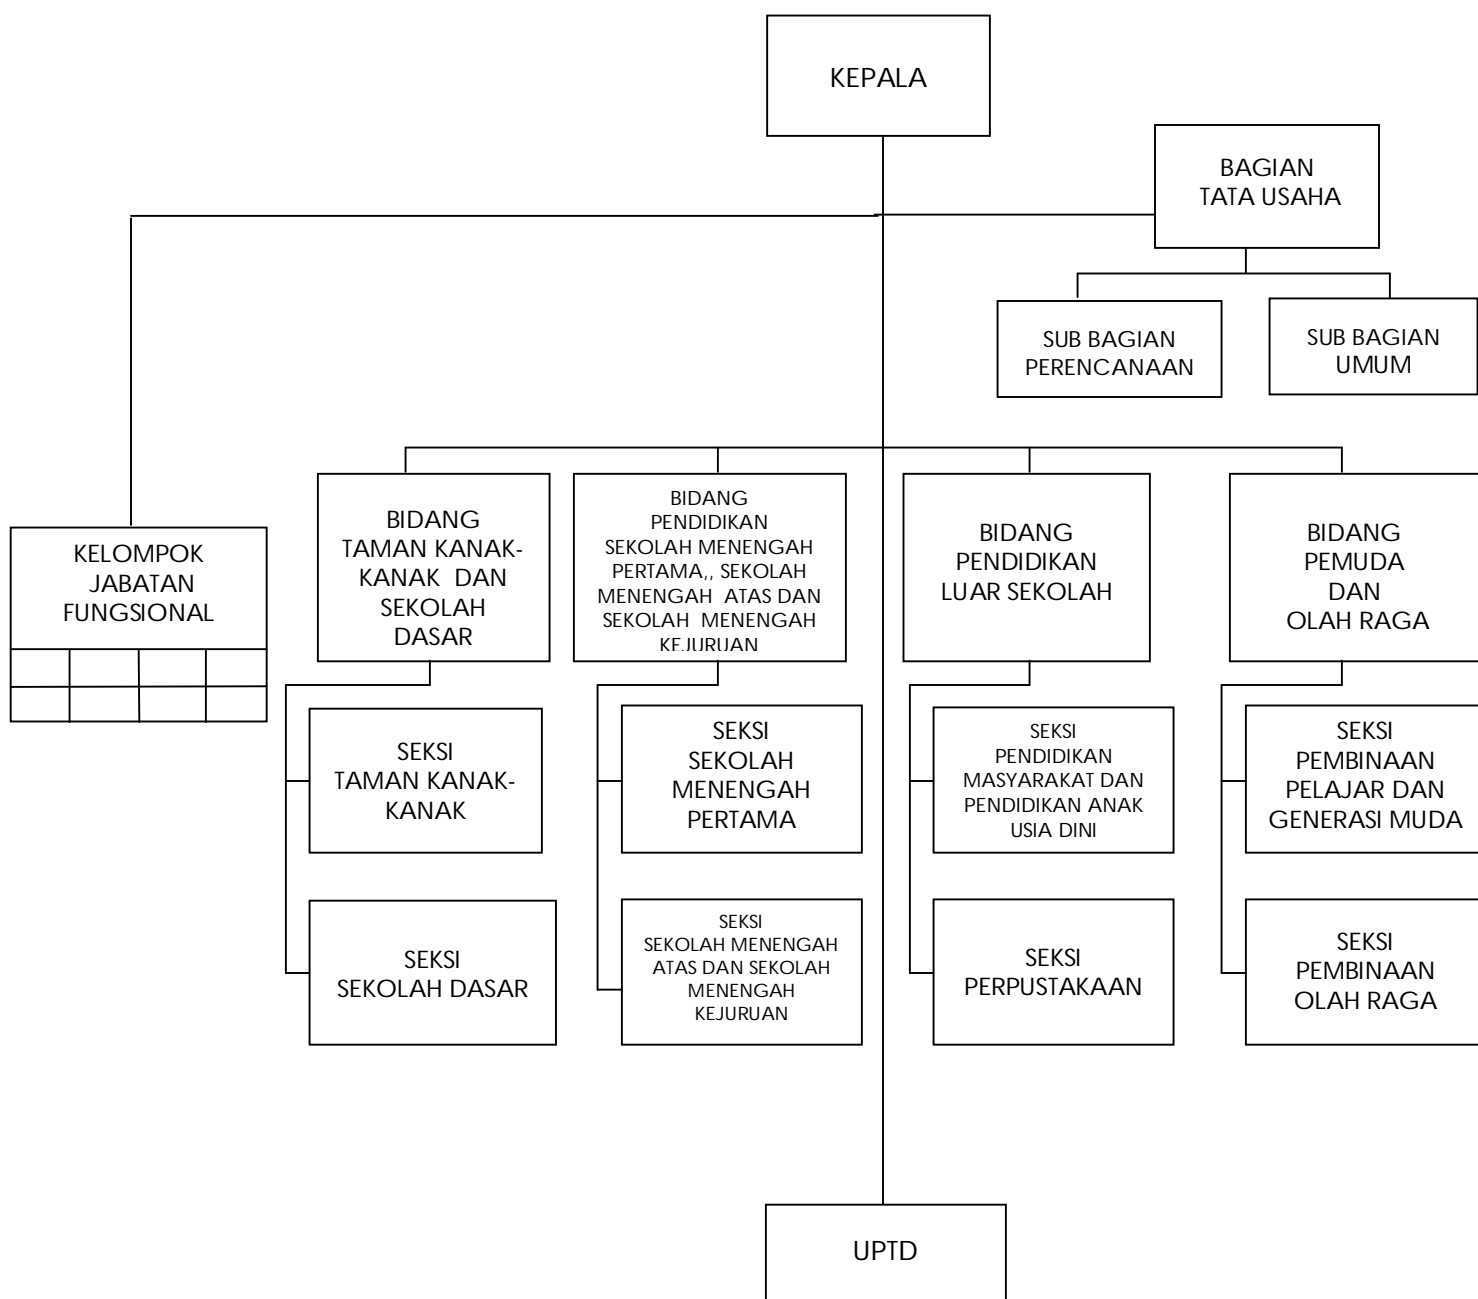 KEPALA
BAGIAN
TATA USAHA
SUB BAGIAN
PERENCANAAN
SUB BAGIAN
UMUM
KELOMPOK
JABATAN
FUNGSIONAL
BIDANG
TAMAN KANAK-
KANAK DAN
SEKOLAH
DASAR
BIDANG
PENDIDIKAN
SEKOLAH MENENGAH
PERTAMA,, SEKOLAH
MENENGAH ATAS DAN
SEKOLAH MENENGAH
KEJURUAN
BIDANG
PENDIDIKAN
LUAR SEKOLAH
BIDANG
PEMUDA
DAN
OLAH RAGA
SEKSI
TAMAN KANAK-
KANAK
SEKSI
SEKOLAH
MENENGAH
PERTAMA
SEKSI
PENDIDIKAN
MASYARAKAT DAN
PENDIDIKAN ANAK
USIA DINI
SEKSI
PEMBINAAN
PELAJAR DAN
GENERASI MUDA
SEKSI
SEKOLAH DASAR
SEKSI
SEKOLAH MENENGAH
ATAS DAN SEKOLAH
MENENGAH
KEJURUAN
SEKSI
PERPUSTAKAAN
SEKSI
PEMBINAAN
OLAH RAGA
UPTD